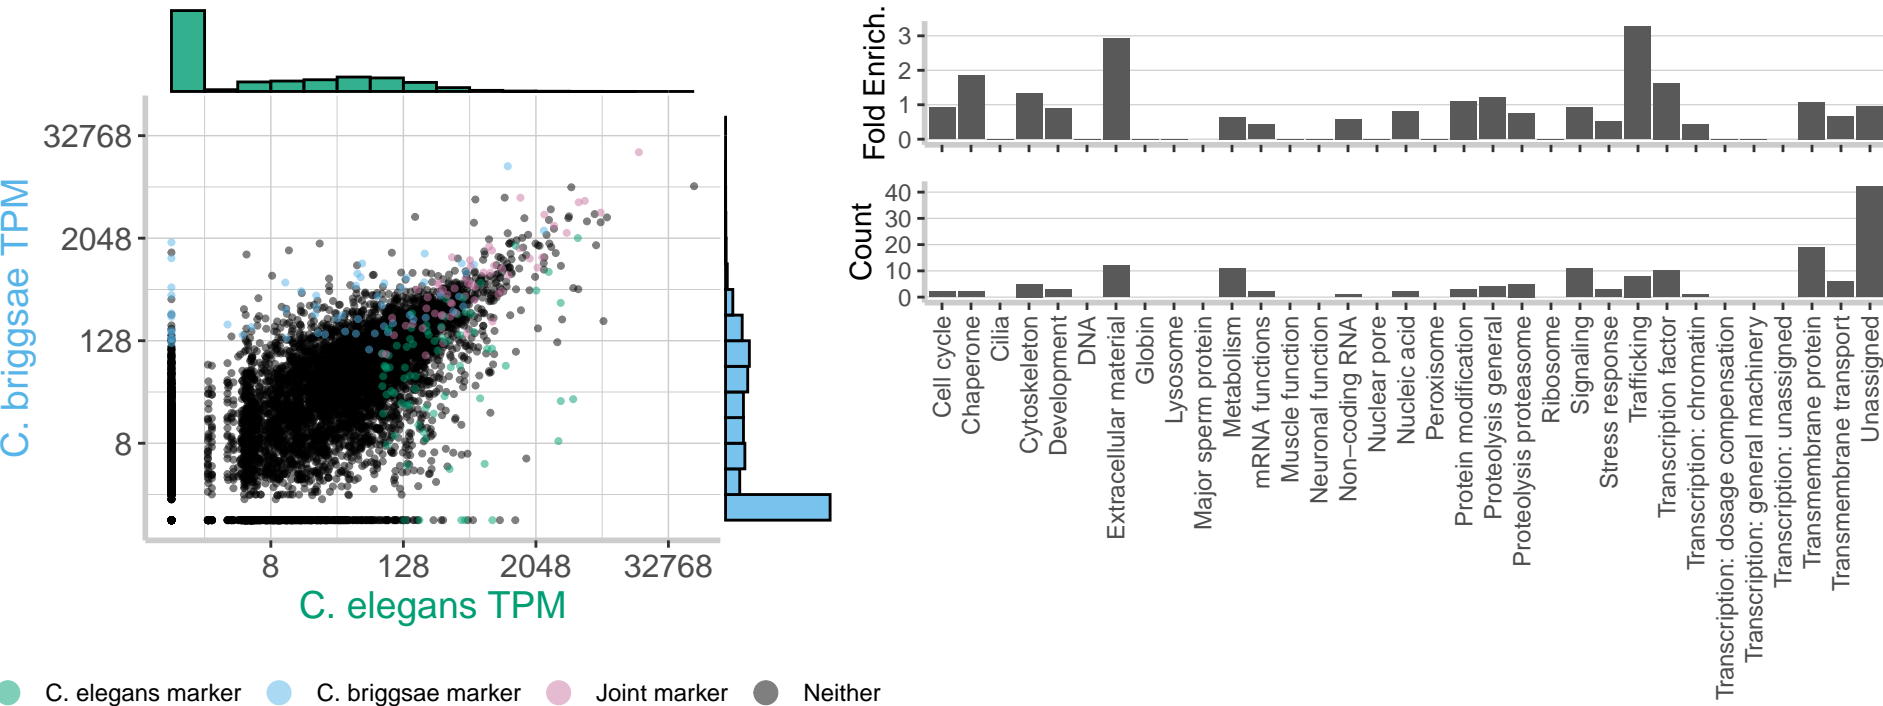 32768
2048
128
8
C. briggsae TPM
8 128 2048 32768
C. elegans TPM
C. elegans marker C. briggsae marker Joint marker Neither
Fold Enrich.
3
2
1
0
Count
40
30
20
10
0
Cell cycle
Chaperone
Cilia
Cytoskeleton
Development
DNA
Extracellular material
Globin
Lysosome
Major sperm protein
Metabolism
mRNA functions
Muscle function
Neuronal function
Non−coding RNA
Nuclear pore
Nucleic acid
Peroxisome
Protein modification
Proteolysis general
Proteolysis proteasome
Ribosome
Signaling
Stress response
Trafficking
Transcription factor
Transcription: chromatin
Transcription: dosage compensation
Transcription: general machinery
Transcription: unassigned
Transmembrane protein
Transmembrane transport
Unassigned